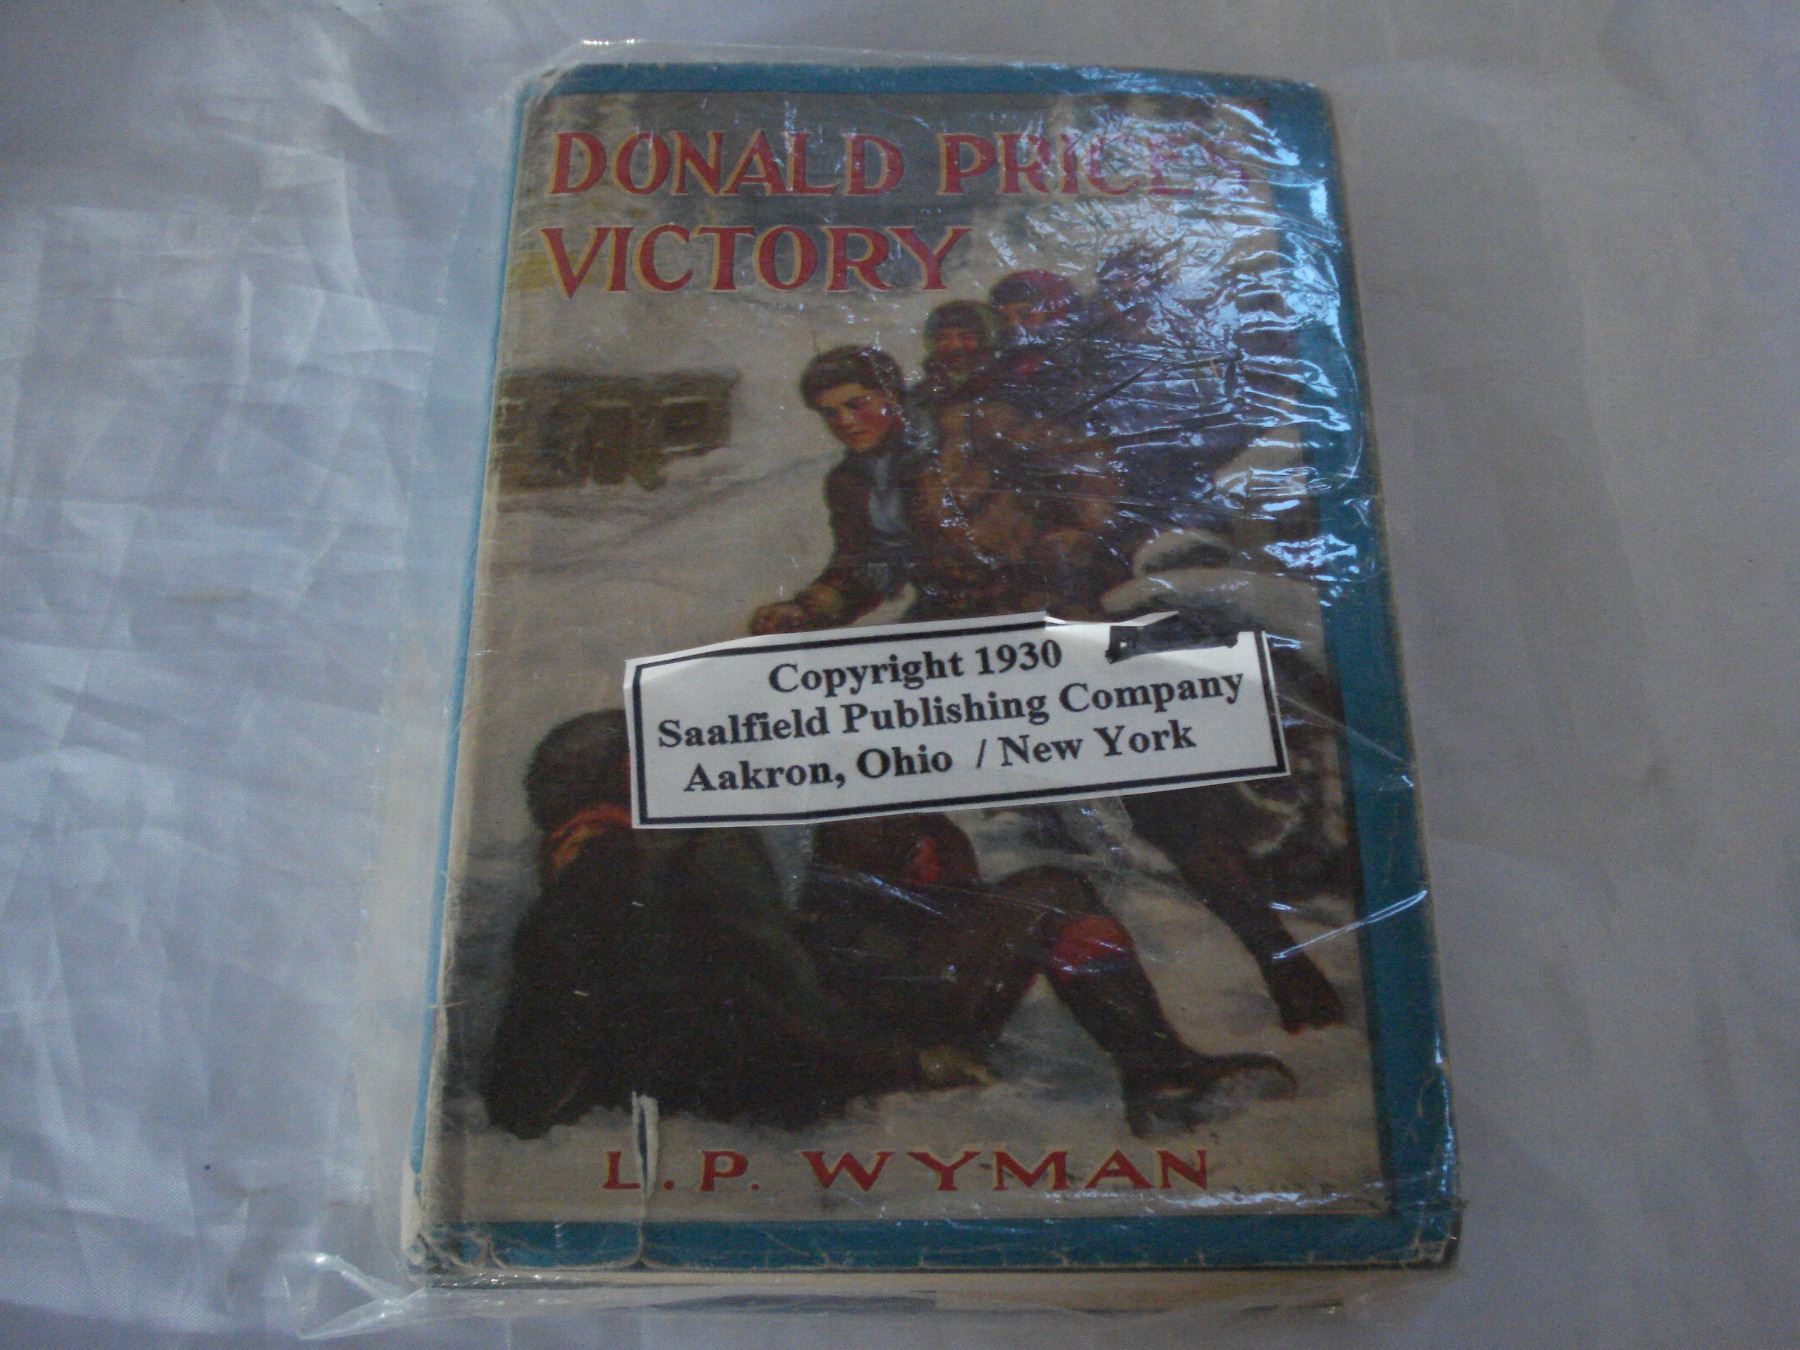 DONALD PRICE'S
VICTORY
Copyright 1930
Saalfield Publishing Company
Aakron, Ohio / New York
L. P. WYMAN